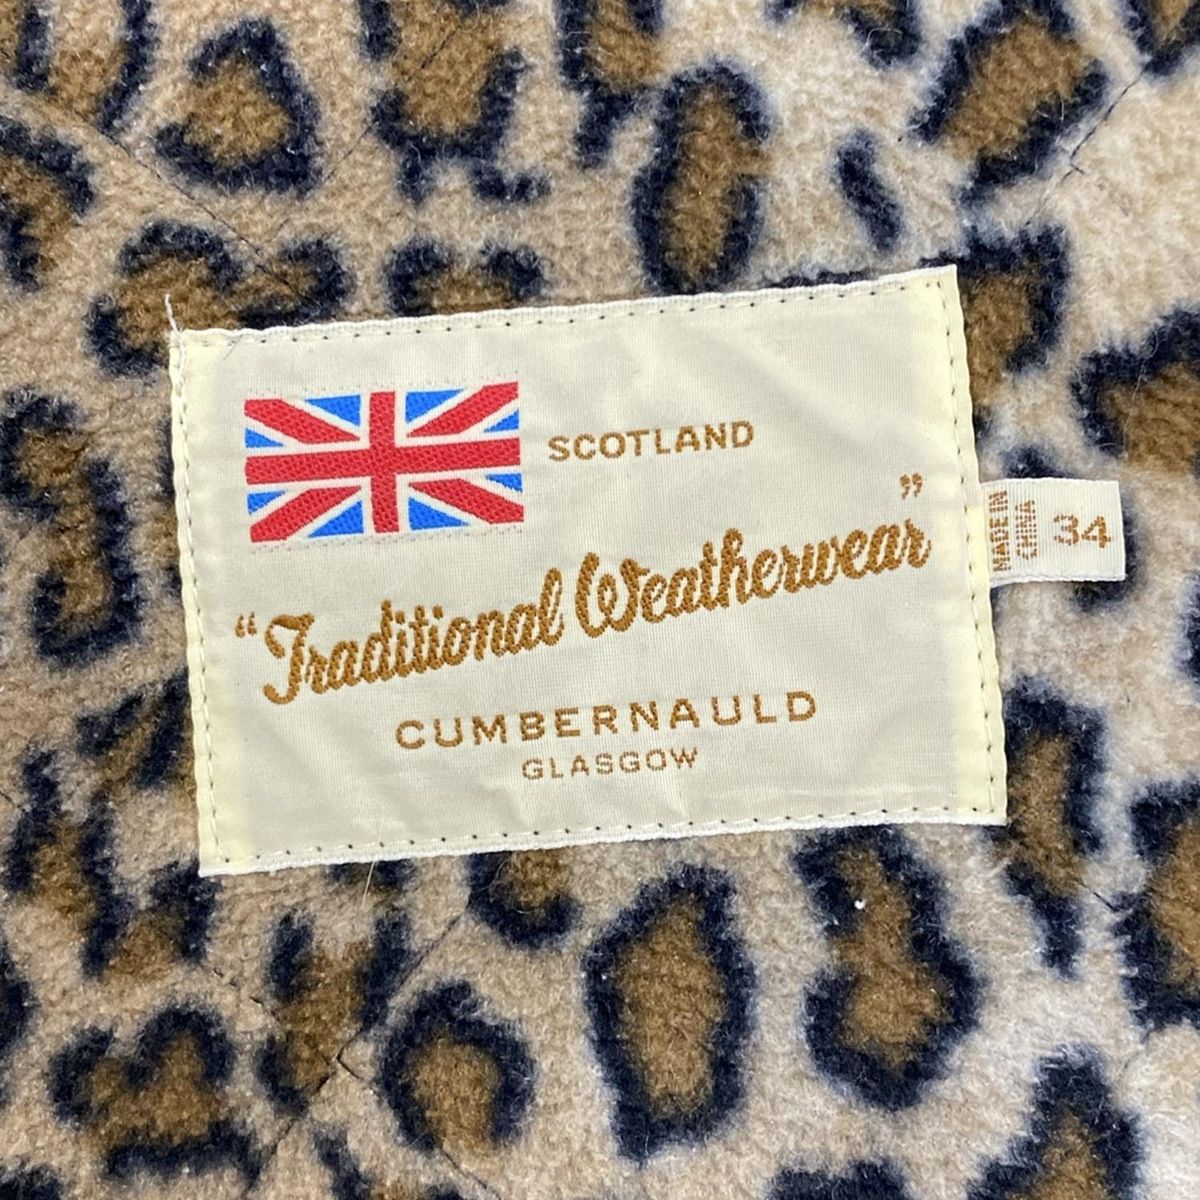 SCOTLAND
"Traditional Weatherwear"
CUMBERNAULD
GLASGOW
MADE IN
CHINA
34